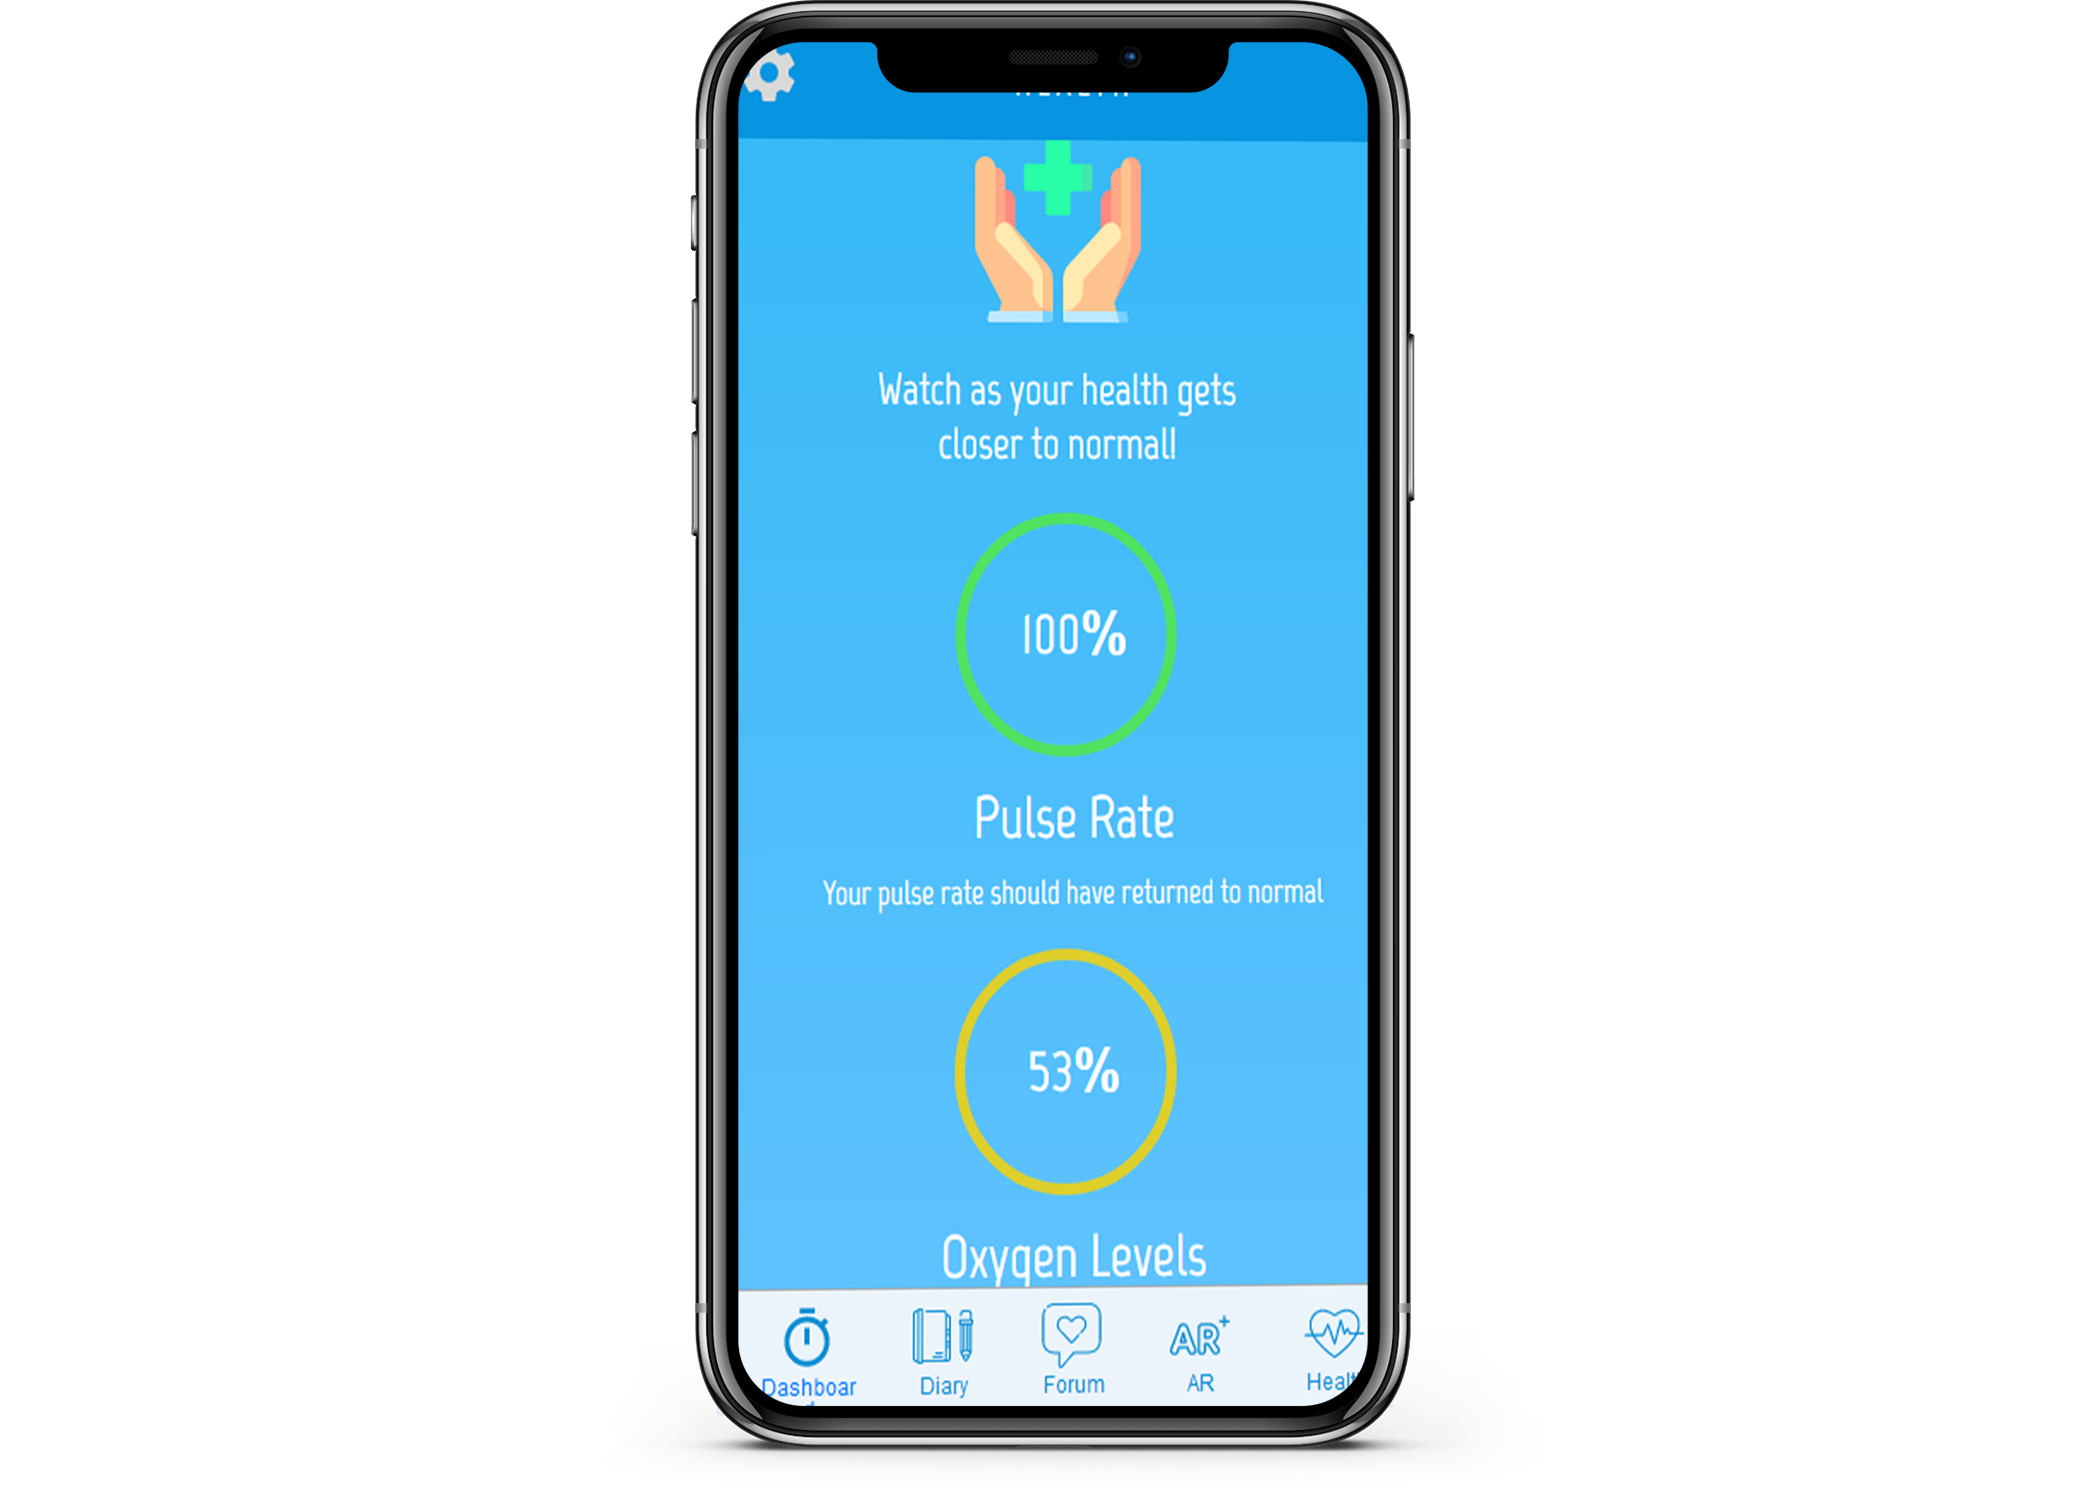 HEALTH
Watch as your health gets
closer to normal!
100%
Pulse Rate
Your pulse rate should have returned to normal
53%
Oxygen Levels
Dashboar
Diary
Forum
AR+
AR
Healt